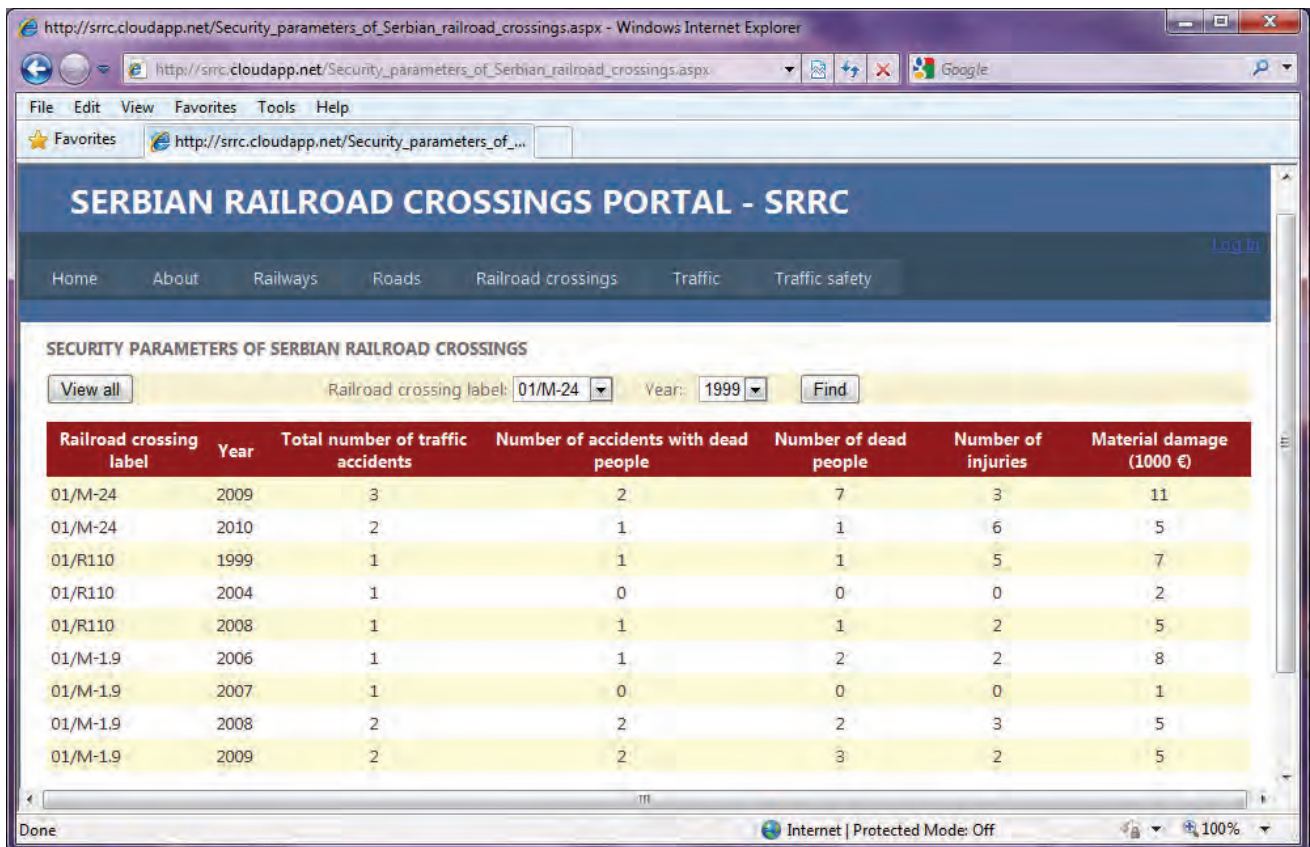 http://srrc.cloudapp.net/Security_parameters_of_Serbian_railroad_crossings.aspx - Windows Internet Explorer
http://srrc.cloudapp.net/Security_parameters_of_Serbian_railroad_crossings.aspx Google
File Edit View Favorites Tools Help
Favorites http://srrc.cloudapp.net/Security_parameters_of_...
SERBIAN RAILROAD CROSSINGS PORTAL - SRRC
Log In
Home About Railways Roads Railroad crossings Traffic Traffic safety
SECURITY PARAMETERS OF SERBIAN RAILROAD CROSSINGS
View all Railroad crossing label: 01/M-24 Year: 1999 Find
Railroad crossing label Year Total number of traffic accidents Number of accidents with dead people Number of dead people Number of injuries Material damage (1000 €)
01/M-24 2009 3 2 7 3 11
01/M-24 2010 2 1 1 6 5
01/R110 1999 1 1 1 5 7
01/R110 2004 1 0 0 0 2
01/R110 2008 1 1 1 2 5
01/M-1.9 2006 1 1 2 2 8
01/M-1.9 2007 1 0 0 0 1
01/M-1.9 2008 2 2 2 3 5
01/M-1.9 2009 2 2 3 2 5
Done Internet | Protected Mode: Off 100%